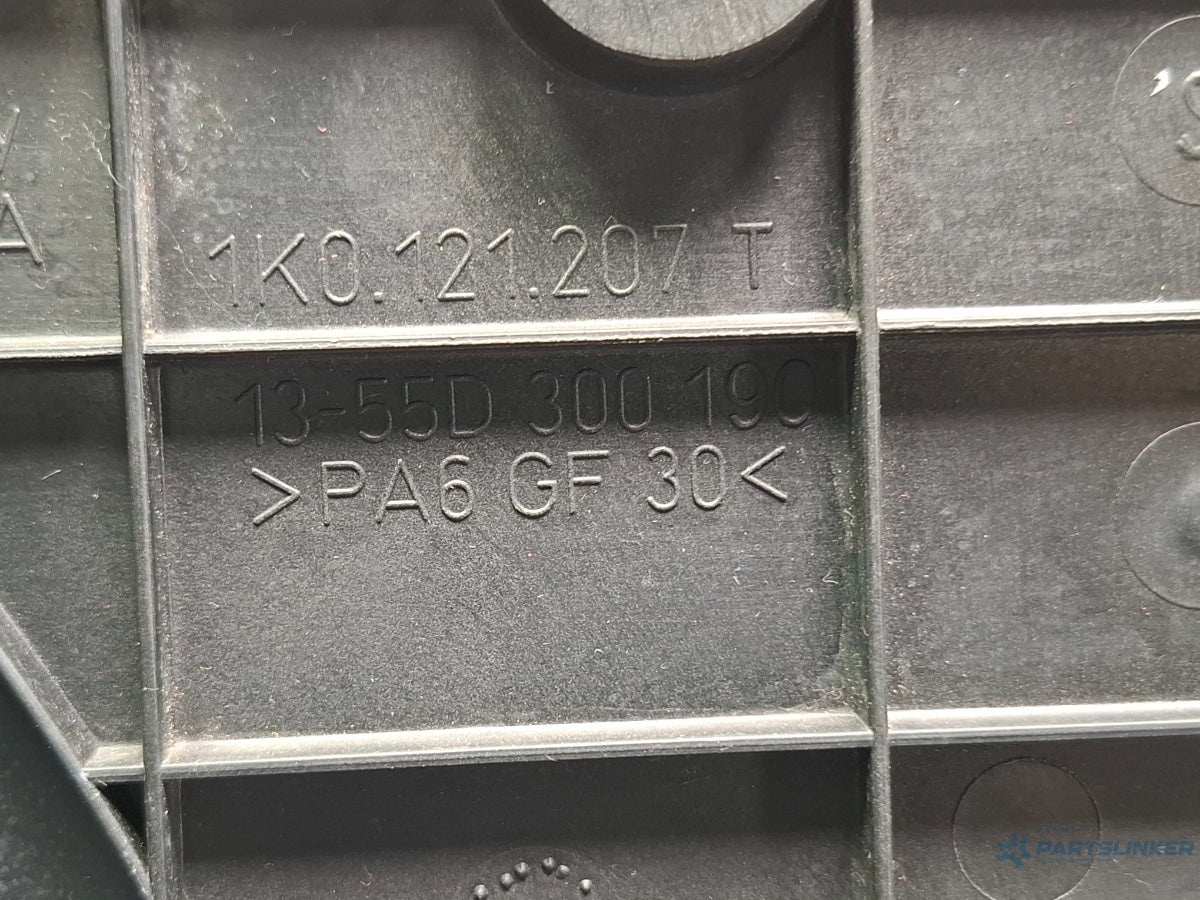 A
1K0.121.207 T
13-55D 300 190
>PA6 GF 30<
PARTSLINKER